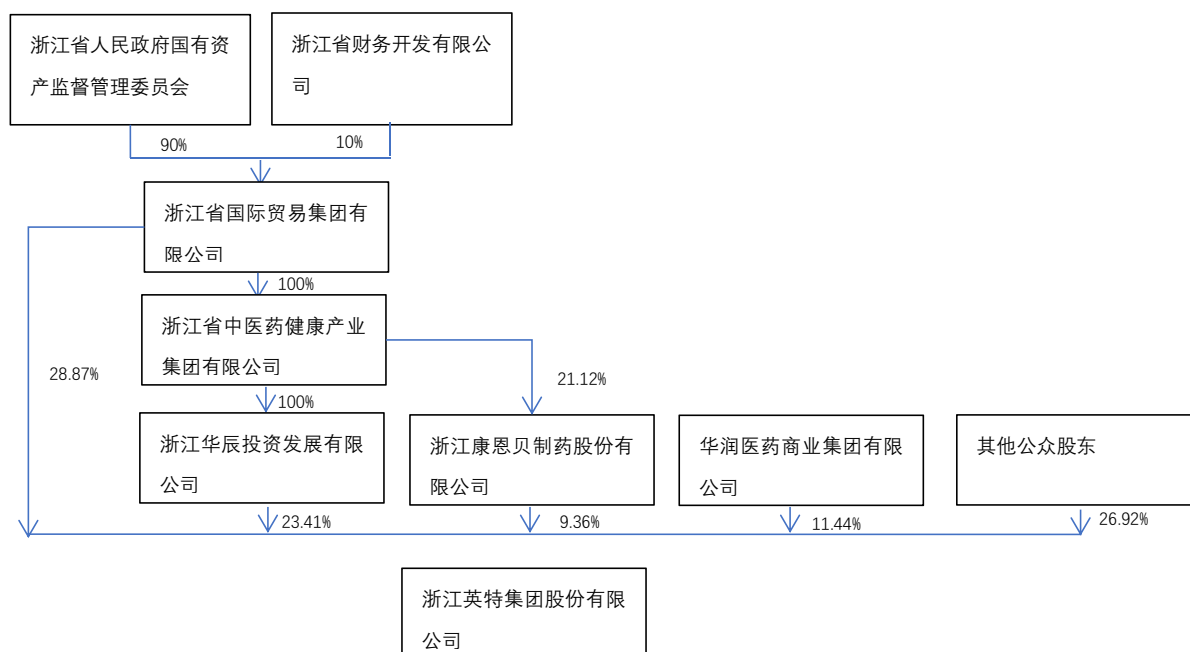 浙江省人民政府国有资
产监督管理委员会
浙江省财务开发有限公
司
90%
10%
浙江省国际贸易集团有
限公司
100%
浙江省中医药健康产业
集团有限公司
28.87%
21.12%
100%
浙江华辰投资发展有限
公司
浙江康恩贝制药股份有
限公司
华润医药商业集团有限
公司
其他公众股东
23.41%
9.36%
11.44%
26.92%
浙江英特集团股份有限
公司